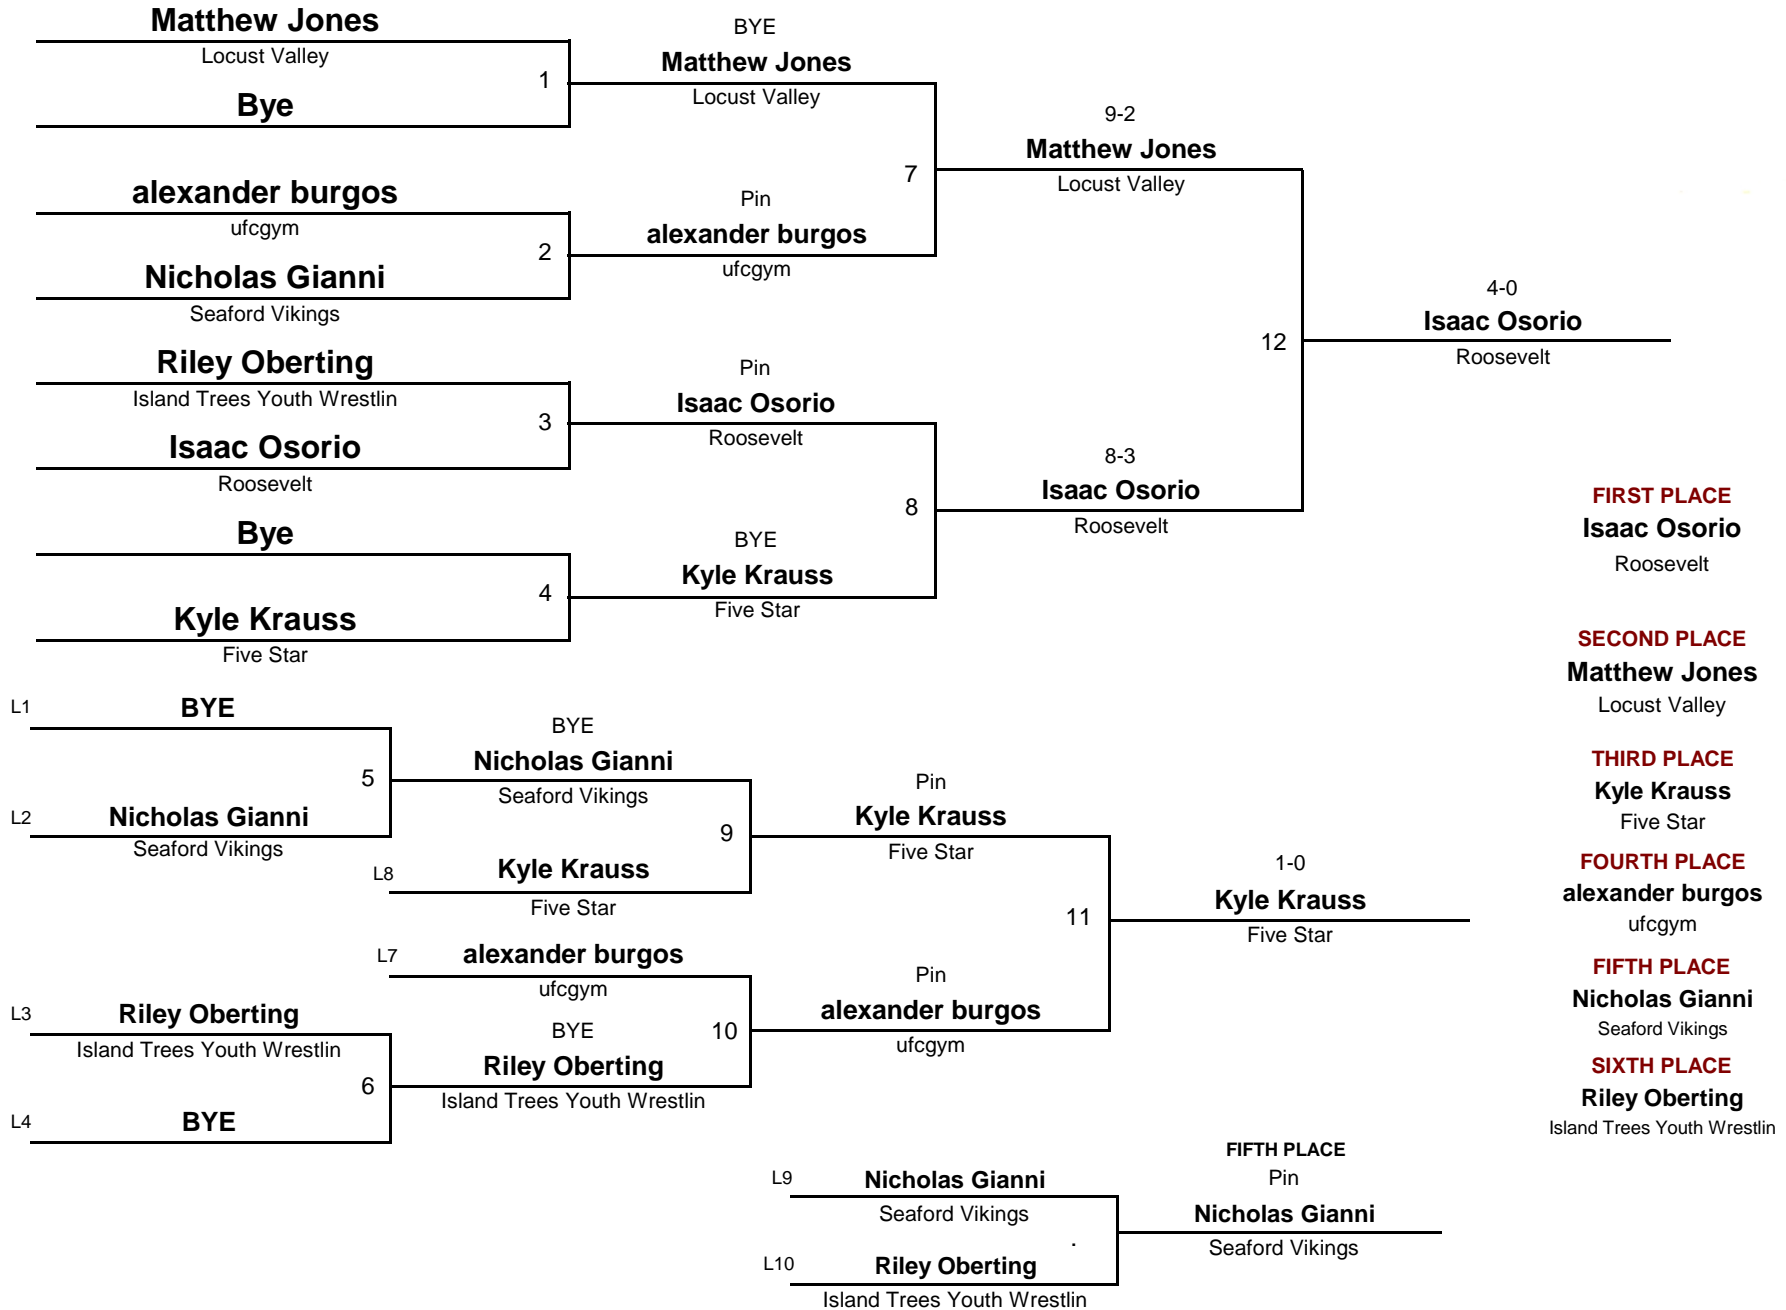 Matthew Jones
Locust Valley
1
Bye
alexander burgos
ufcgym
2
Nicholas Gianni
Seaford Vikings
Riley Oberting
Island Trees Youth Wrestlin
3
Isaac Osorio
Roosevelt
Bye
4
Kyle Krauss
Five Star
BYE
Matthew Jones
Locust Valley
7
Pin
alexander burgos
ufcgym
Pin
Isaac Osorio
Roosevelt
8
BYE
Kyle Krauss
Five Star
9-2
Matthew Jones
Locust Valley
12
8-3
Isaac Osorio
Roosevelt
4-0
Isaac Osorio
Roosevelt
L1
BYE
5
L2
Nicholas Gianni
Seaford Vikings
L3
Riley Oberting
Island Trees Youth Wrestlin
6
L4
BYE
BYE
Nicholas Gianni
Seaford Vikings
9
L8
Kyle Krauss
Five Star
L7
alexander burgos
ufcgym
10
BYE
Riley Oberting
Island Trees Youth Wrestlin
Pin
Kyle Krauss
Five Star
11
Pin
alexander burgos
ufcgym
1-0
Kyle Krauss
Five Star
L9
Nicholas Gianni
Seaford Vikings
.
L10
Riley Oberting
Island Trees Youth Wrestlin
FIFTH PLACE
Pin
Nicholas Gianni
Seaford Vikings
FIRST PLACE
Isaac Osorio
Roosevelt
SECOND PLACE
Matthew Jones
Locust Valley
THIRD PLACE
Kyle Krauss
Five Star
FOURTH PLACE
alexander burgos
ufcgym
FIFTH PLACE
Nicholas Gianni
Seaford Vikings
SIXTH PLACE
Riley Oberting
Island Trees Youth Wrestlin